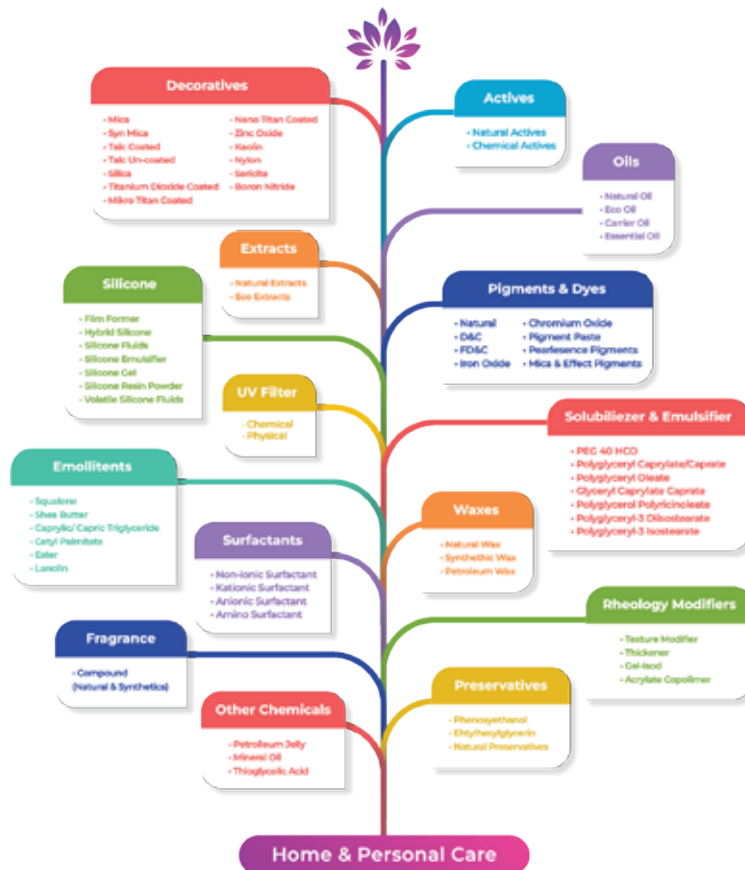 Decoratives
• Mica
• Syn Mica
• Talc Coated
• Talc Un-coated
• Silica
• Titanium Dioxide Coated
• Mikro Titan Coated
• Nano Titan Coated
• Zinc Oxide
• Kaolin
• Nylon
• Sericite
• Boron Nitride
Actives
• Natural Actives
• Chemical Actives
Oils
• Natural Oil
• Eco Oil
• Carrier Oil
• Essential Oil
Extracts
• Natural Extracts
• Eco Extracts
Silicone
• Film Former
• Hybrid Silicone
• Silicone Fluids
• Silicone Emulsifier
• Silicone Gel
• Silicone Resin Powder
• Volatile Silicone Fluids
Pigments & Dyes
• Natural
• D&C
• FD&C
• Iron Oxide
• Chromium Oxide
• Pigment Paste
• Pearlesence Pigments
• Mica & Effect Pigments
UV Filter
• Chemical
• Physical
Solubiliezer & Emulsifier
• PEG 40 HCO
• Polyglyceryl Caprylate/Caprate
• Polyglyceryl Oleate
• Glyceryl Caprylate Caprate
• Polyglycerol Polyricinoleate
• Polyglyceryl-3 Diisostearate
• Polyglyceryl-3 Isostearate
Emollitents
• Squalone
• Shea Butter
• Caprylic/ Capric Triglyceride
• Cetyl Palmitate
• Ester
• Lanolin
Waxes
• Natural Wax
• Synthethic Wax
• Petroleum Wax
Surfactants
• Non-ionic Surfactant
• Kationic Surfactant
• Anionic Surfactant
• Amino Surfactant
Rheology Modifiers
• Texture Modifier
• Thickener
• Acrylate Copolimer
Fragrance
• Compound
(Natural & Synthetics)
Preservatives
• Phenoxyethanol
• Ehtylhexylglycerin
• Natural Preservatives
Other Chemicals
• Petrolleum Jelly
• Mineral Oil
• Thioglycolic Acid
Home & Personal Care